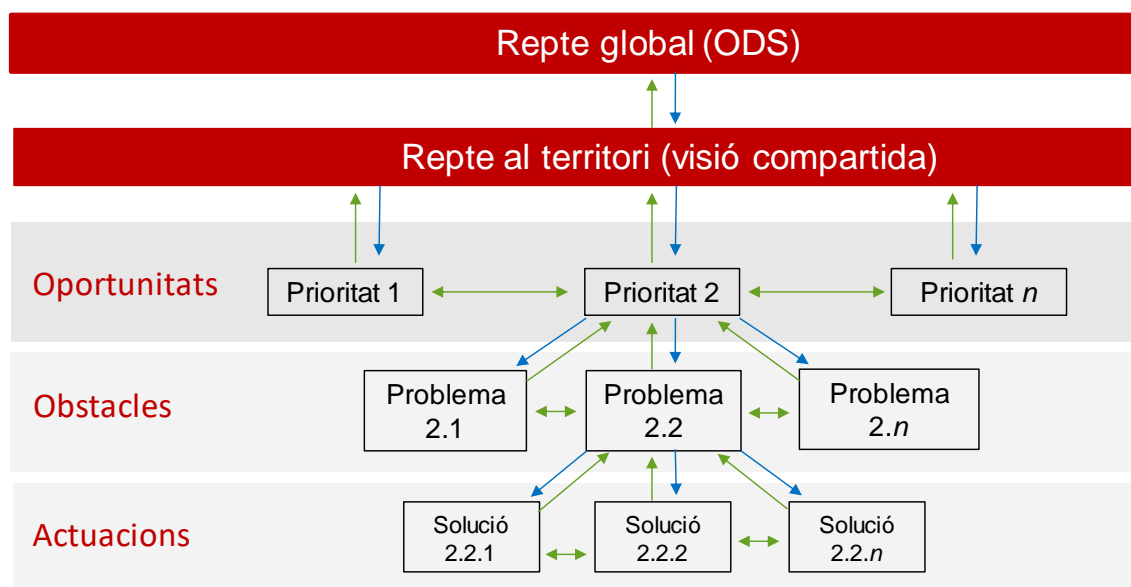 Repte global (ODS)
Repte al territori (visió compartida)
Oportunitats
Prioritat 1
Prioritat 2
Prioritat n
Obstacles
Problema
2.1
Problema
2.2
Problema
2.n
Actuacions
Solució
2.2.1
Solució
2.2.2
Solució
2.2.n